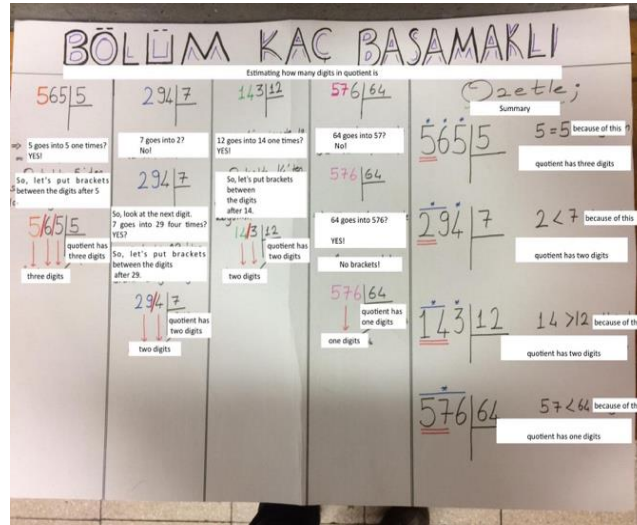 BÖLÜM KAÇ BASAMAKLI
Estimating how many digits in quotient is
565 5
5 goes into 5 one times?
YES!
So, let's put brackets
between the digits after 5
5/6/5 5
quotient has
three digits
three digits
294 7
7 goes into 2?
No!
294 7
So, look at the next digit.
7 goes into 29 four times?
YES?
So, let's put brackets
between the digits
after 29.
29/4 7
quotient has
two digits
two digits
143 12
12 goes into 14 one times?
YES!
So, let's put brackets
between
the digits
after 14.
14/3 12
quotient has
two digits
two digits
576 64
64 goes into 57?
No!
576 64
64 goes into 576?
YES!
No brackets!
576 64
quotient has
one digits
one digits
Özetle;
Summary
565 5 5=5 because of this
quotient has three digits
294 7 2<7 because of this
quotient has two digits
143 12 14>12 because of th
quotient has two digits
576 64 57<64 because of th
quotient has one digits